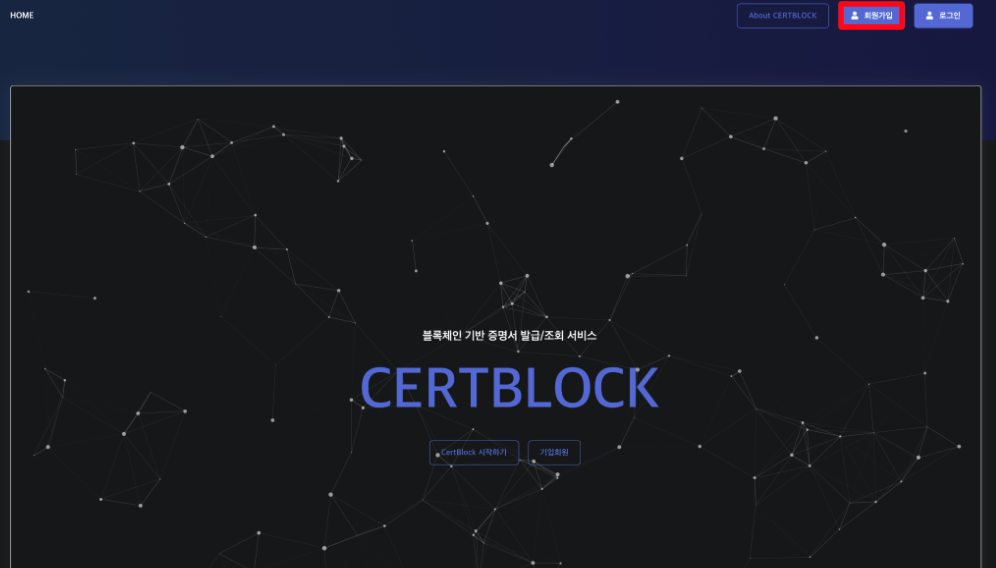 HOME
About CERTBLOCK
회원가입
로그인
블록체인 기반 증명서 발급/조회 서비스
CERTBLOCK
CertBlock 시작하기
기업회원